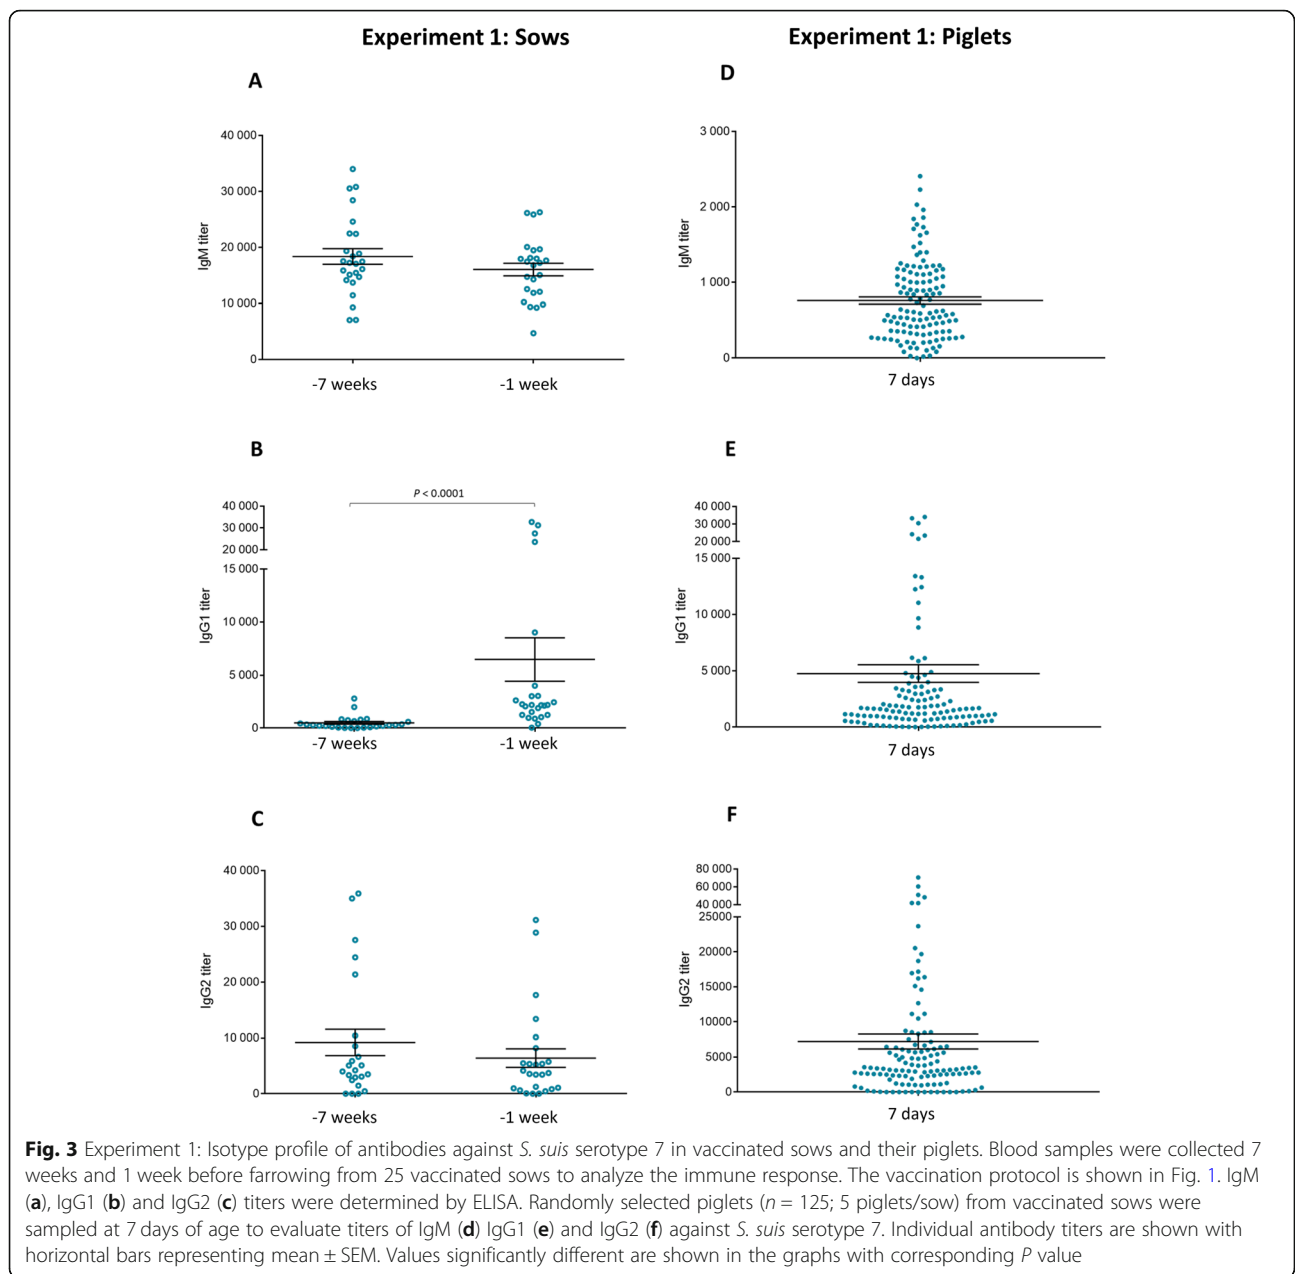 Experiment 1: Sows
Experiment 1: Piglets
A
40 000
30 000
20 000
10 000
0
IgM titer
-7 weeks
-1 week
D
3 000
2 000
1 000
0
IgM titer
7 days
B
P < 0.0001
40 000
30 000
20 000
15 000
10 000
5 000
0
IgG1 titer
-7 weeks
-1 week
E
40 000
30 000
20 000
15 000
10 000
5 000
0
IgG1 titer
7 days
C
40 000
30 000
20 000
10 000
0
IgG2 titer
-7 weeks
-1 week
F
80 000
60 000
40 000
25000
20000
15000
10000
5000
0
IgG2 titer
7 days
Fig. 3 Experiment 1: Isotype profile of antibodies against S. suis serotype 7 in vaccinated sows and their piglets. Blood samples were collected 7
weeks and 1 week before farrowing from 25 vaccinated sows to analyze the immune response. The vaccination protocol is shown in Fig. 1. IgM
(a), IgG1 (b) and IgG2 (c) titers were determined by ELISA. Randomly selected piglets (n = 125; 5 piglets/sow) from vaccinated sows were
sampled at 7 days of age to evaluate titers of IgM (d) IgG1 (e) and IgG2 (f) against S. suis serotype 7. Individual antibody titers are shown with
horizontal bars representing mean ± SEM. Values significantly different are shown in the graphs with corresponding P value